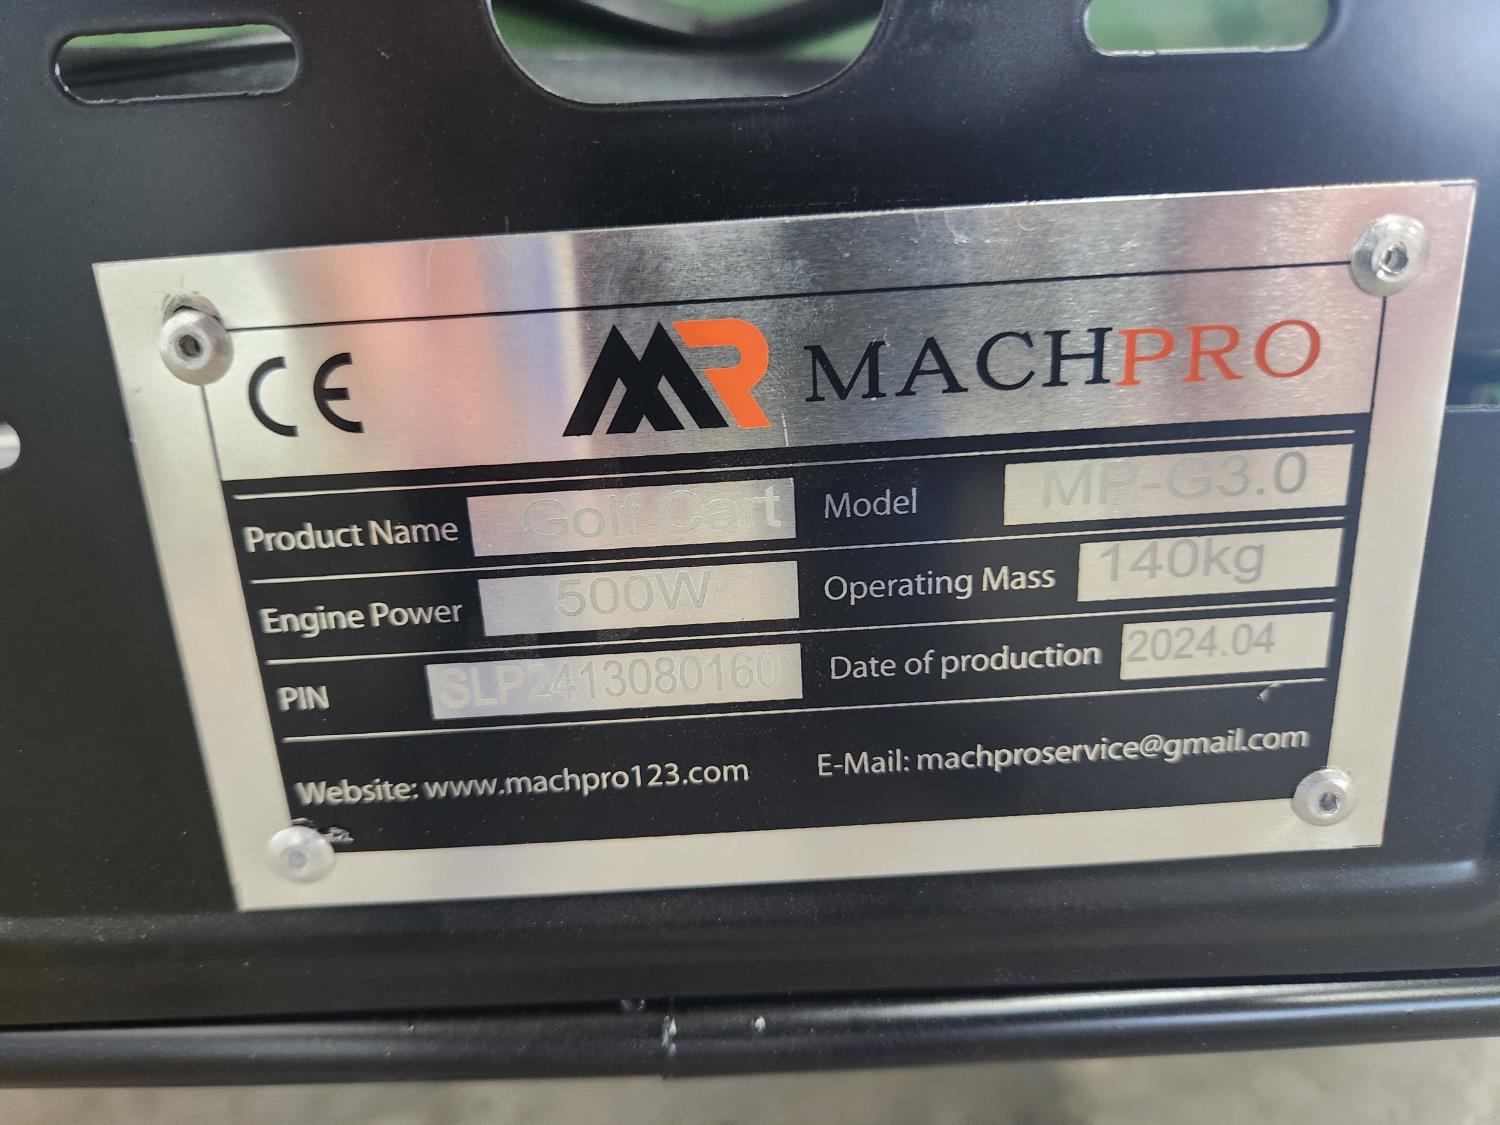 CE MR MACHPRO
Product Name Golf Cart Model MP-G3.0
Engine Power 500W Operating Mass 140kg
PIN SLP2413080160 Date of production 2024.04
Website: www.machpro123.com E-Mail: machproservice@gmail.com